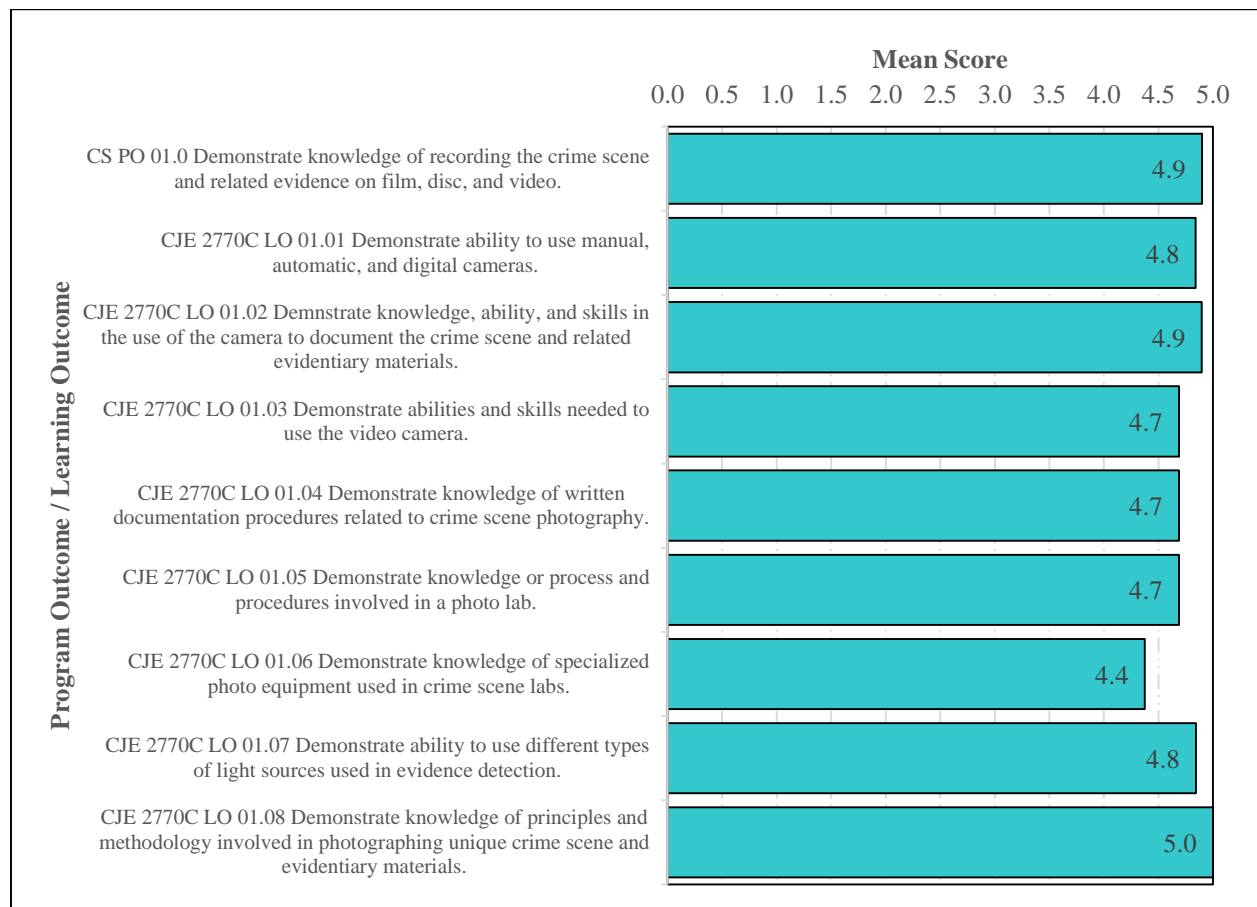 Mean Score
0.0 0.5 1.0 1.5 2.0 2.5 3.0 3.5 4.0 4.5 5.0
Program Outcome / Learning Outcome
CS PO 01.0 Demonstrate knowledge of recording the crime scene
and related evidence on film, disc, and video.
4.9
CJE 2770C LO 01.01 Demonstrate ability to use manual,
automatic, and digital cameras.
4.8
CJE 2770C LO 01.02 Demnstrate knowledge, ability, and skills in
the use of the camera to document the crime scene and related
evidentiary materials.
4.9
CJE 2770C LO 01.03 Demonstrate abilities and skills needed to
use the video camera.
4.7
CJE 2770C LO 01.04 Demonstrate knowledge of written
documentation procedures related to crime scene photography.
4.7
CJE 2770C LO 01.05 Demonstrate knowledge or process and
procedures involved in a photo lab.
4.7
CJE 2770C LO 01.06 Demonstrate knowledge of specialized
photo equipment used in crime scene labs.
4.4
CJE 2770C LO 01.07 Demonstrate ability to use different types
of light sources used in evidence detection.
4.8
CJE 2770C LO 01.08 Demonstrate knowledge of principles and
methodology involved in photographing unique crime scene and
evidentiary materials.
5.0